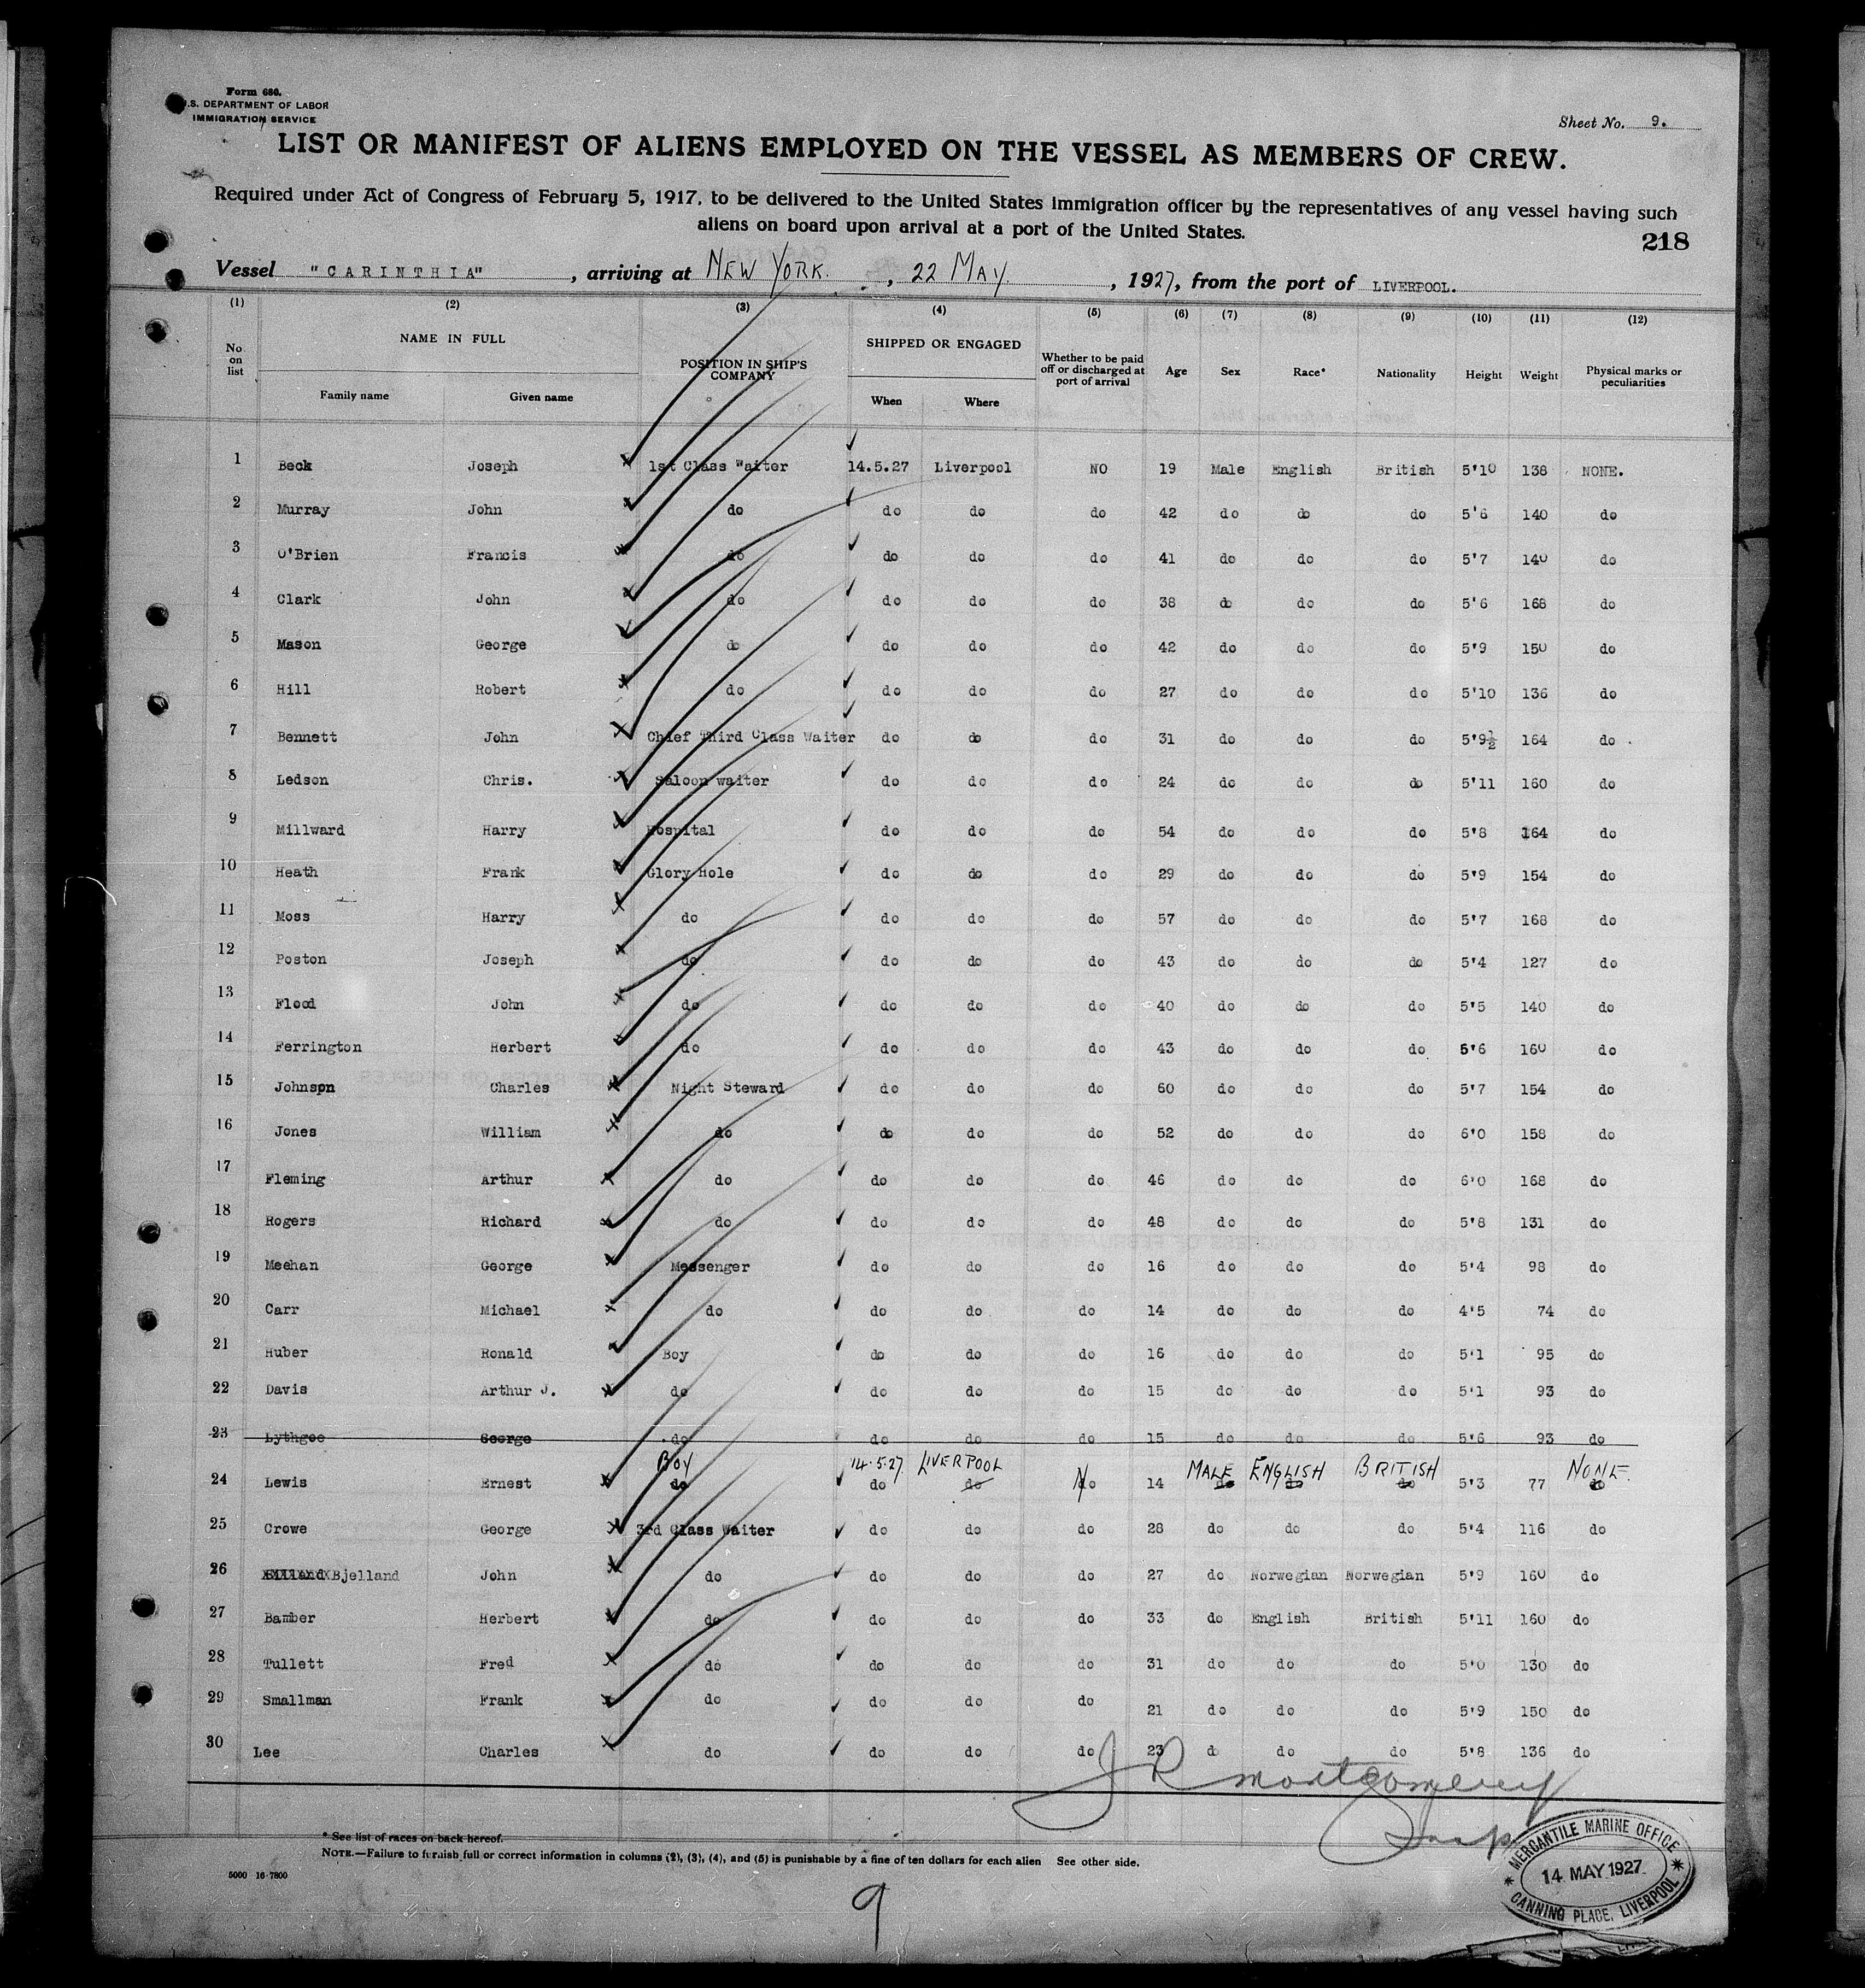 Form 680.
U.S. DEPARTMENT OF LABOR
IMMIGRATION SERVICE
Sheet No. 9.
LIST OR MANIFEST OF ALIENS EMPLOYED ON THE VESSEL AS MEMBERS OF CREW.
Required under Act of Congress of February 5, 1917, to be delivered to the United States immigration officer by the representatives of any vessel having such
aliens on board upon arrival at a port of the United States.
218
Vessel "CARINTHIA", arriving at NEW YORK., 22 MAY, 1927, from the port of LIVERPOOL.
(1) (2) (3) (4) (5) (6) (7) (8) (9) (10) (11) (12)
No on list NAME IN FULL Family name Given name POSITION IN SHIP'S COMPANY SHIPPED OR ENGAGED When Where Whether to be paid off or discharged at port of arrival Age Sex Race* Nationality Height Weight Physical marks or peculiarities
1 Beck Joseph 1st Class Waiter 14.5.27 Liverpool NO 19 Male English British 5'10 138 NONE.
2 Murray John do do do do 42 do do do 5'6 140 do
3 O'Brien Francis do do do do 41 do do do 5'7 140 do
4 Clark John do do do do 38 do do do 5'6 168 do
5 Mason George do do do do 42 do do do 5'9 150 do
6 Hill Robert do do do do 27 do do do 5'10 136 do
7 Bennett John Chief Third Class Waiter do do do 31 do do do 5'9½ 164 do
8 Ledson Chris. Saloon waiter do do do 24 do do do 5'11 160 do
9 Millward Harry Hospital do do do 54 do do do 5'8 164 do
10 Heath Frank Glory Hole do do do 29 do do do 5'9 154 do
11 Moss Harry do do do do 57 do do do 5'7 168 do
12 Poston Joseph do do do do 43 do do do 5'4 127 do
13 Flood John do do do do 40 do do do 5'5 140 do
14 Ferrington Herbert do do do do 43 do do do 5'6 160 do
15 Johnson Charles Night Steward do do do 60 do do do 5'7 154 do
16 Jones William do do do do 52 do do do 6'0 158 do
17 Fleming Arthur do do do do 46 do do do 6'0 168 do
18 Rogers Richard do do do do 48 do do do 5'8 131 do
19 Meehan George Messenger do do do 16 do do do 5'4 98 do
20 Carr Michael do do do do 14 do do do 4'5 74 do
21 Huber Ronald Boy do do do 16 do do do 5'1 95 do
22 Davis Arthur J. do do do do 15 do do do 5'1 93 do
23 Lythgoe George do do do do 15 do do do 5'6 93 do
BOY 14.5.27 LIVERPOOL N MALE ENGLISH BRITISH NONE.
24 Lewis Ernest do do do do 14 do do do 5'3 77 do
25 Crowe George 3rd Class Waiter do do do 28 do do do 5'4 116 do
26 Bjelland John do do do do 27 do Norwegian Norwegian 5'9 160 do
27 Bamber Herbert do do do do 33 do English British 5'11 160 do
28 Tullett Fred do do do do 31 do do do 5'0 130 do
29 Smallman Frank do do do do 21 do do do 5'9 150 do
30 Lee Charles do do do do 23 do do do 5'8 136 do
J R Montgomery
* See list of races on back hereof.
NOTE.—Failure to furnish full or correct information in columns (2), (3), (4), and (5) is punishable by a fine of ten dollars for each alien See other side.
5000 16-7800
MERCANTILE MARINE OFFICE
14 MAY 1927
CANNING PLACE, LIVERPOOL
9